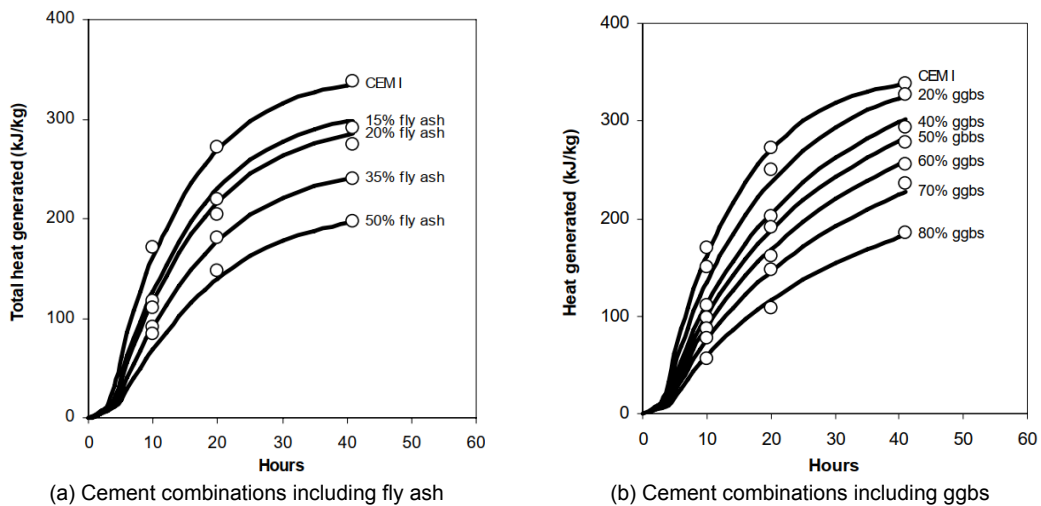 400
300
200
100
0
Total heat generated (kJ/kg)
CEM I
15% fly ash
20% fly ash
35% fly ash
50% fly ash
0 10 20 30 40 50 60
Hours
(a) Cement combinations including fly ash
400
300
200
100
0
Heat generated (kJ/kg)
CEM I
20% ggbs
40% ggbs
50% gbbs
60% ggbs
70% ggbs
80% ggbs
0 10 20 30 40 50 60
Hours
(b) Cement combinations including ggbs